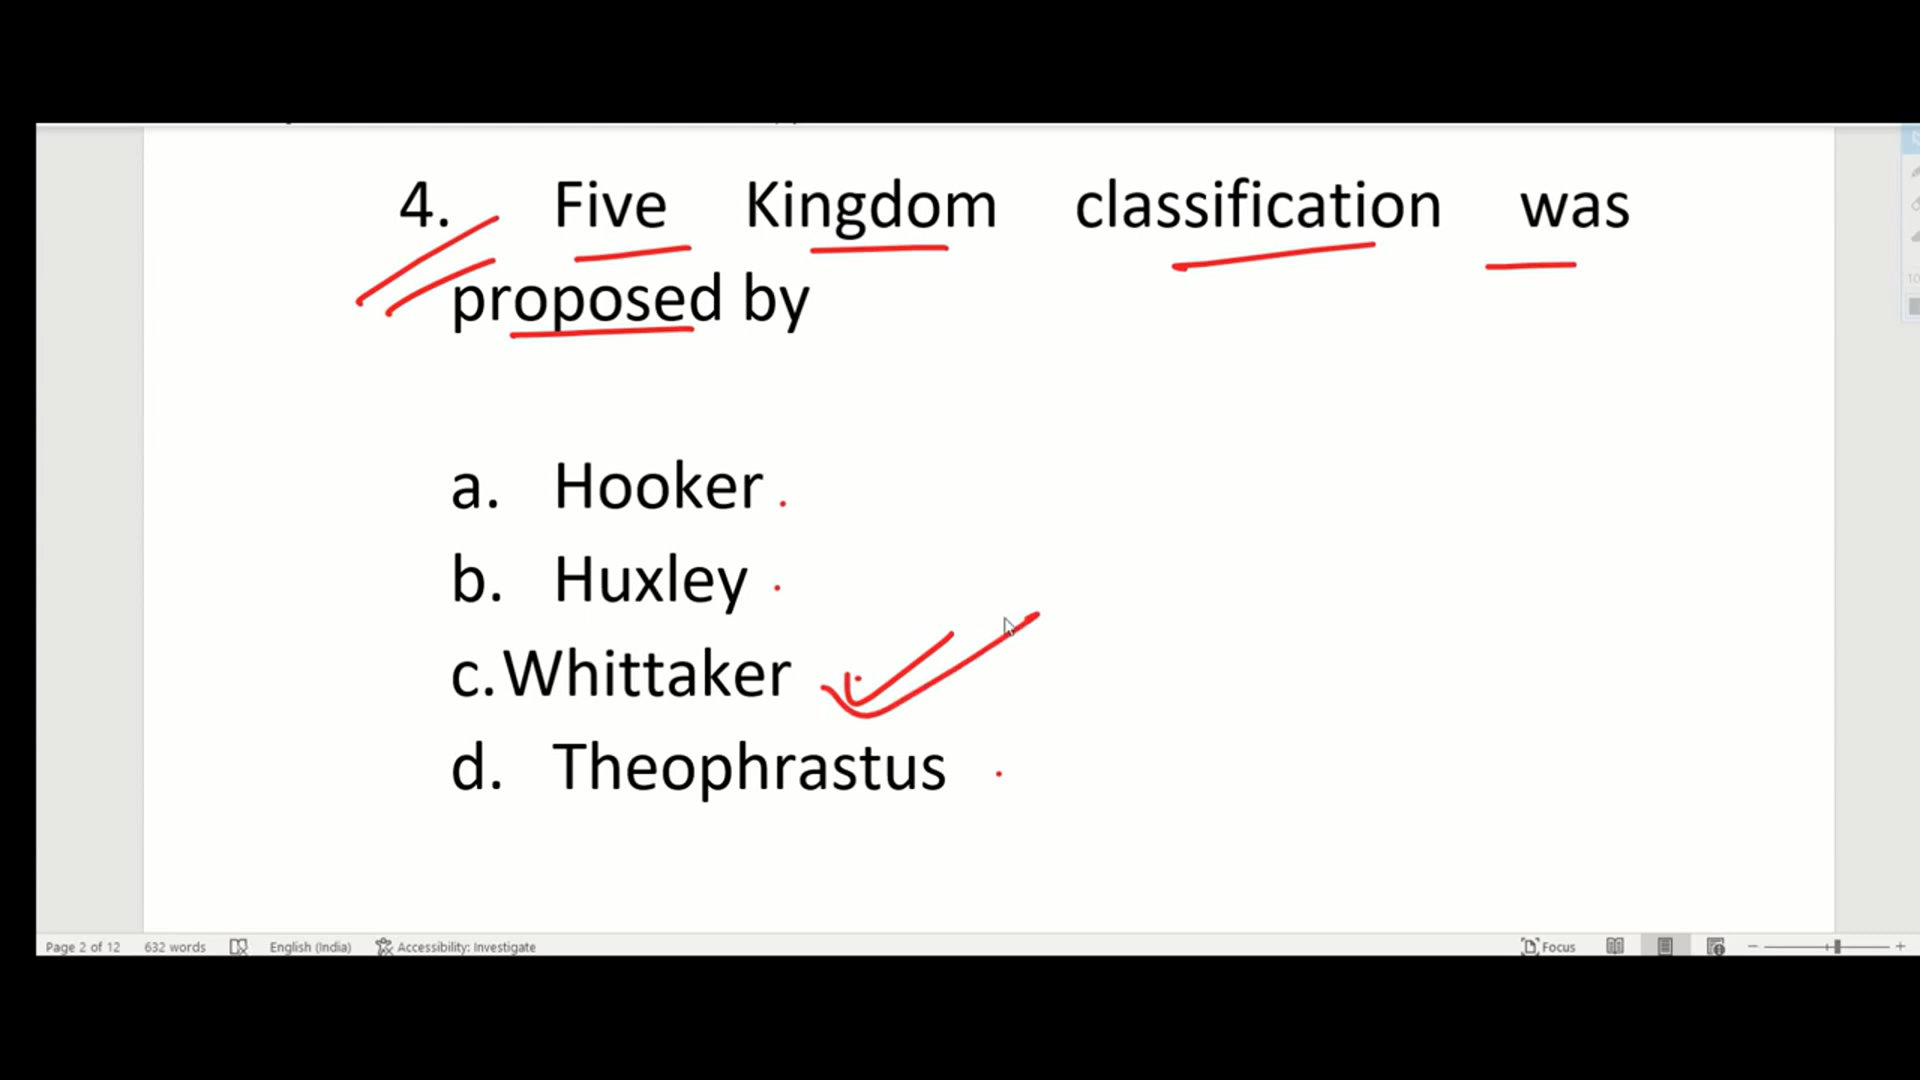 4. Five Kingdom classification was
proposed by
a. Hooker
b. Huxley
c. Whittaker
d. Theophrastus
Page 2 of 12 632 words English (India) Accessibility: Investigate Focus